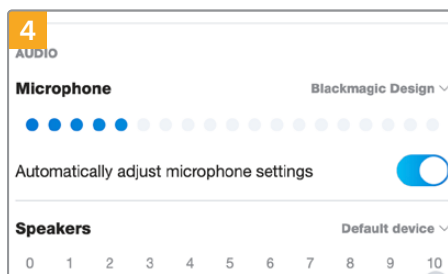 4
AUDIO
Microphone Blackmagic Design
Automatically adjust microphone settings
Speakers Default device
0 1 2 3 4 5 6 7 8 9 10